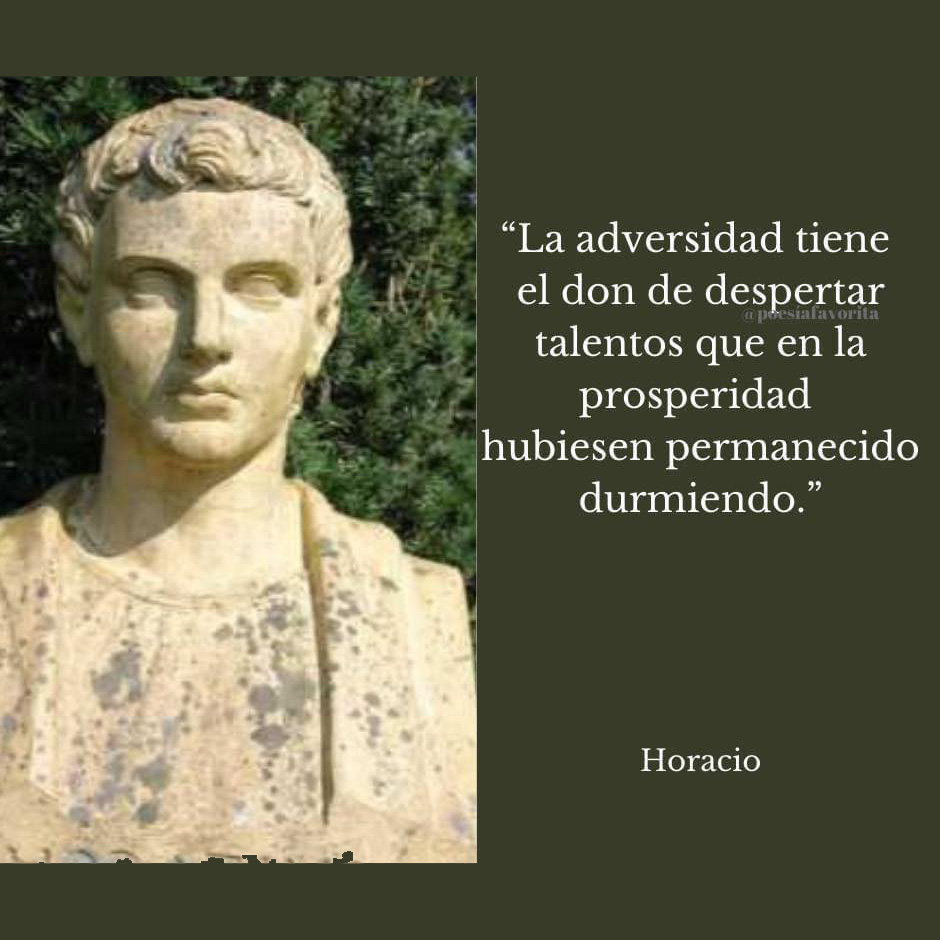 “La adversidad tiene
el don de despertar
@poesiafavorita
talentos que en la
prosperidad
hubiesen permanecido
durmiendo.”
Horacio